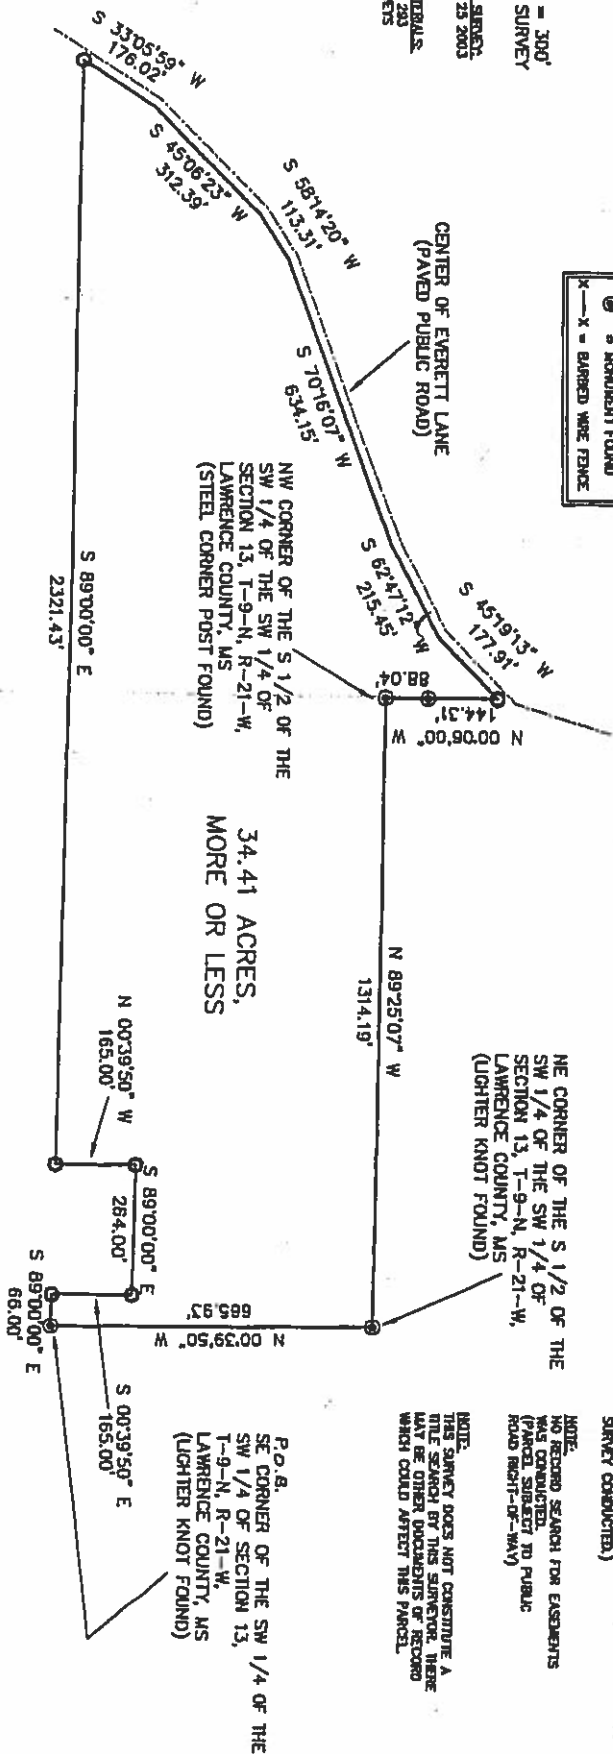 = 300'
SURVEY
SURVEY:
25 2003
293
= MONUMENT FOUND
X—X = BARBED WIRE FENCE
SURVEY CONDUCTED.)
NOTE:
NO RECORD SEARCH FOR EASEMENTS
WAS CONDUCTED.
(PARCEL SUBJECT TO PUBLIC
ROAD RIGHT-OF-WAY)
NOTE:
THIS SURVEY DOES NOT CONSTITUTE A
TITLE SEARCH BY THIS SURVEYOR. THERE
MAY BE OTHER DOCUMENTS OF RECORD
WHICH COULD AFFECT THIS PARCEL.
S 33°05'59" W
176.02'
S 45°06'23" W
312.39'
S 58°14'20" W
113.31'
CENTER OF EVERETT LANE
(PAVED PUBLIC ROAD)
S 70°16'07" W
634.15'
S 62°47'12" W
215.45'
S 45°19'13" W
177.91'
N 00°06'00" W
144.31'
88.04'
NW CORNER OF THE S 1/2 OF THE
SW 1/4 OF THE SW 1/4 OF
SECTION 13, T-9-N, R-21-W,
LAWRENCE COUNTY, MS
(STEEL CORNER POST FOUND)
NE CORNER OF THE S 1/2 OF THE
SW 1/4 OF THE SW 1/4 OF
SECTION 13, T-9-N, R-21-W,
LAWRENCE COUNTY, MS
(LIGHTER KNOT FOUND)
N 89°25'07" W
1314.19'
34.41 ACRES,
MORE OR LESS
S 89°00'00" E
2321.43'
N 00°39'50" W
165.00'
S 89°00'00" E
264.00'
N 00°39'50" W
665.93'
S 00°39'50" E
165.00'
S 89°00'00" E
66.00'
P.O.B.
SE CORNER OF THE SW 1/4 OF THE
SW 1/4 OF SECTION 13,
T-9-N, R-21-W,
LAWRENCE COUNTY, MS
(LIGHTER KNOT FOUND)